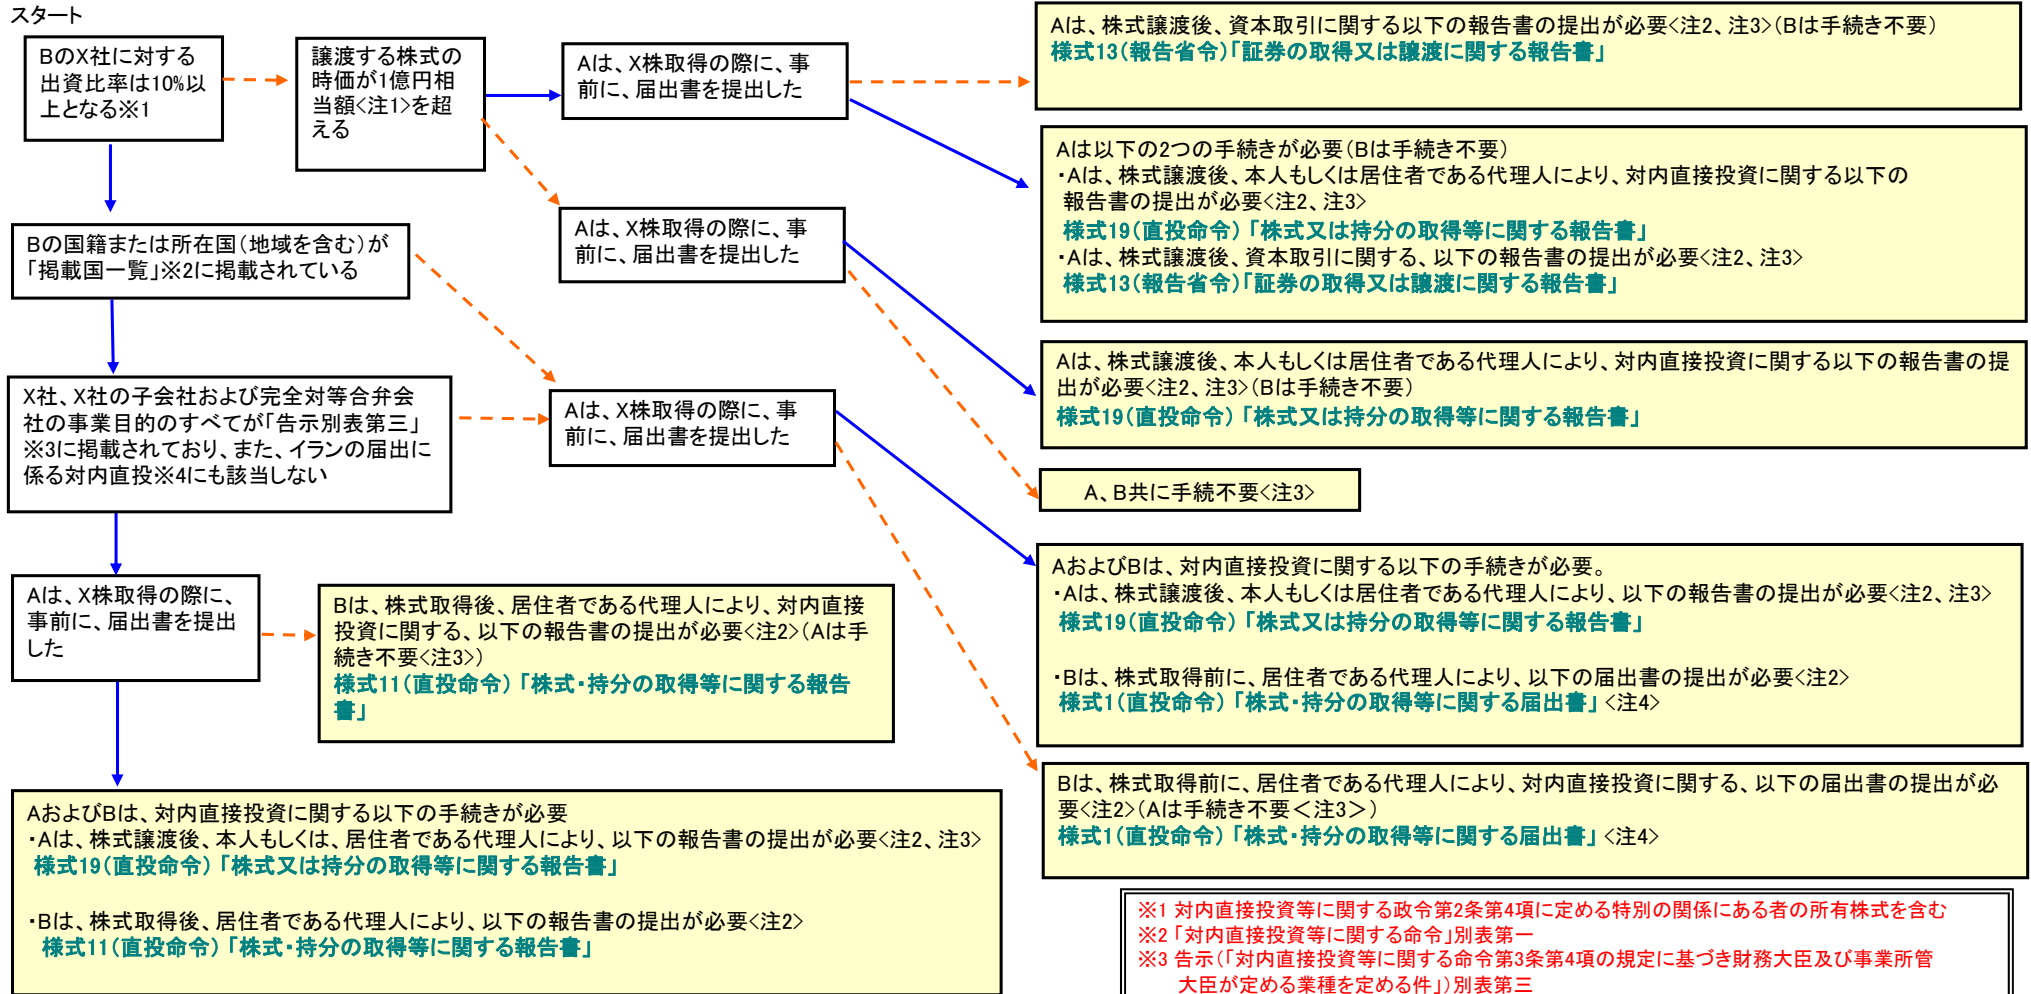 スタート
BのX社に対する
出資比率は10%以
上となる※1
譲渡する株式の
時価が1億円相
当額<注1>を超
える
Aは、X株取得の際に、事
前に、届出書を提出した
Aは、株式譲渡後、資本取引に関する以下の報告書の提出が必要<注2、注3>(Bは手続き不要)
様式13(報告省令)「証券の取得又は譲渡に関する報告書」
Aは以下の2つの手続きが必要(Bは手続き不要)
・Aは、株式譲渡後、本人もしくは居住者である代理人により、対内直接投資に関する以下の
報告書の提出が必要<注2、注3>
様式19(直投命令)「株式又は持分の取得等に関する報告書」
・Aは、株式譲渡後、資本取引に関する、以下の報告書の提出が必要<注2、注3>
様式13(報告省令)「証券の取得又は譲渡に関する報告書」
Bの国籍または所在国(地域を含む)が
「掲載国一覧」※2に掲載されている
Aは、X株取得の際に、事
前に、届出書を提出した
Aは、株式譲渡後、本人もしくは居住者である代理人により、対内直接投資に関する以下の報告書の提
出が必要<注2、注3>(Bは手続き不要)
様式19(直投命令)「株式又は持分の取得等に関する報告書」
X社、X社の子会社および完全対等合弁会
社の事業目的のすべてが「告示別表第三」
※3に掲載されており、また、イランの届出に
係る対内直投※4にも該当しない
Aは、X株取得の際に、事
前に、届出書を提出した
A、B共に手続不要<注3>
AおよびBは、対内直接投資に関する以下の手続きが必要。
・Aは、株式譲渡後、本人もしくは居住者である代理人により、以下の報告書の提出が必要<注2、注3>
様式19(直投命令)「株式又は持分の取得等に関する報告書」
・Bは、株式取得前に、居住者である代理人により、以下の届出書の提出が必要<注2>
様式1(直投命令)「株式・持分の取得等に関する届出書」<注4>
Aは、X株取得の際に、
事前に、届出書を提出
した
Bは、株式取得後、居住者である代理人により、対内直接
投資に関する、以下の報告書の提出が必要<注2>(Aは手
続き不要<注3>)
様式11(直投命令)「株式・持分の取得等に関する報告
書」
Bは、株式取得前に、居住者である代理人により、対内直接投資に関する、以下の届出書の提出が必
要<注2>(Aは手続き不要<注3>)
様式1(直投命令)「株式・持分の取得等に関する届出書」<注4>
AおよびBは、対内直接投資に関する以下の手続きが必要
・Aは、株式譲渡後、本人もしくは、居住者である代理人により、以下の報告書の提出が必要<注2、注3>
様式19(直投命令)「株式又は持分の取得等に関する報告書」
・Bは、株式取得後、居住者である代理人により、以下の報告書の提出が必要<注2>
様式11(直投命令)「株式・持分の取得等に関する報告書」
※1 対内直接投資等に関する政令第2条第4項に定める特別の関係にある者の所有株式を含む
※2 「対内直接投資等に関する命令」別表第一
※3 告示(「対内直接投資等に関する命令第3条第4項の規定に基づき財務大臣及び事業所管
大臣が定める業種を定める件」)別表第三